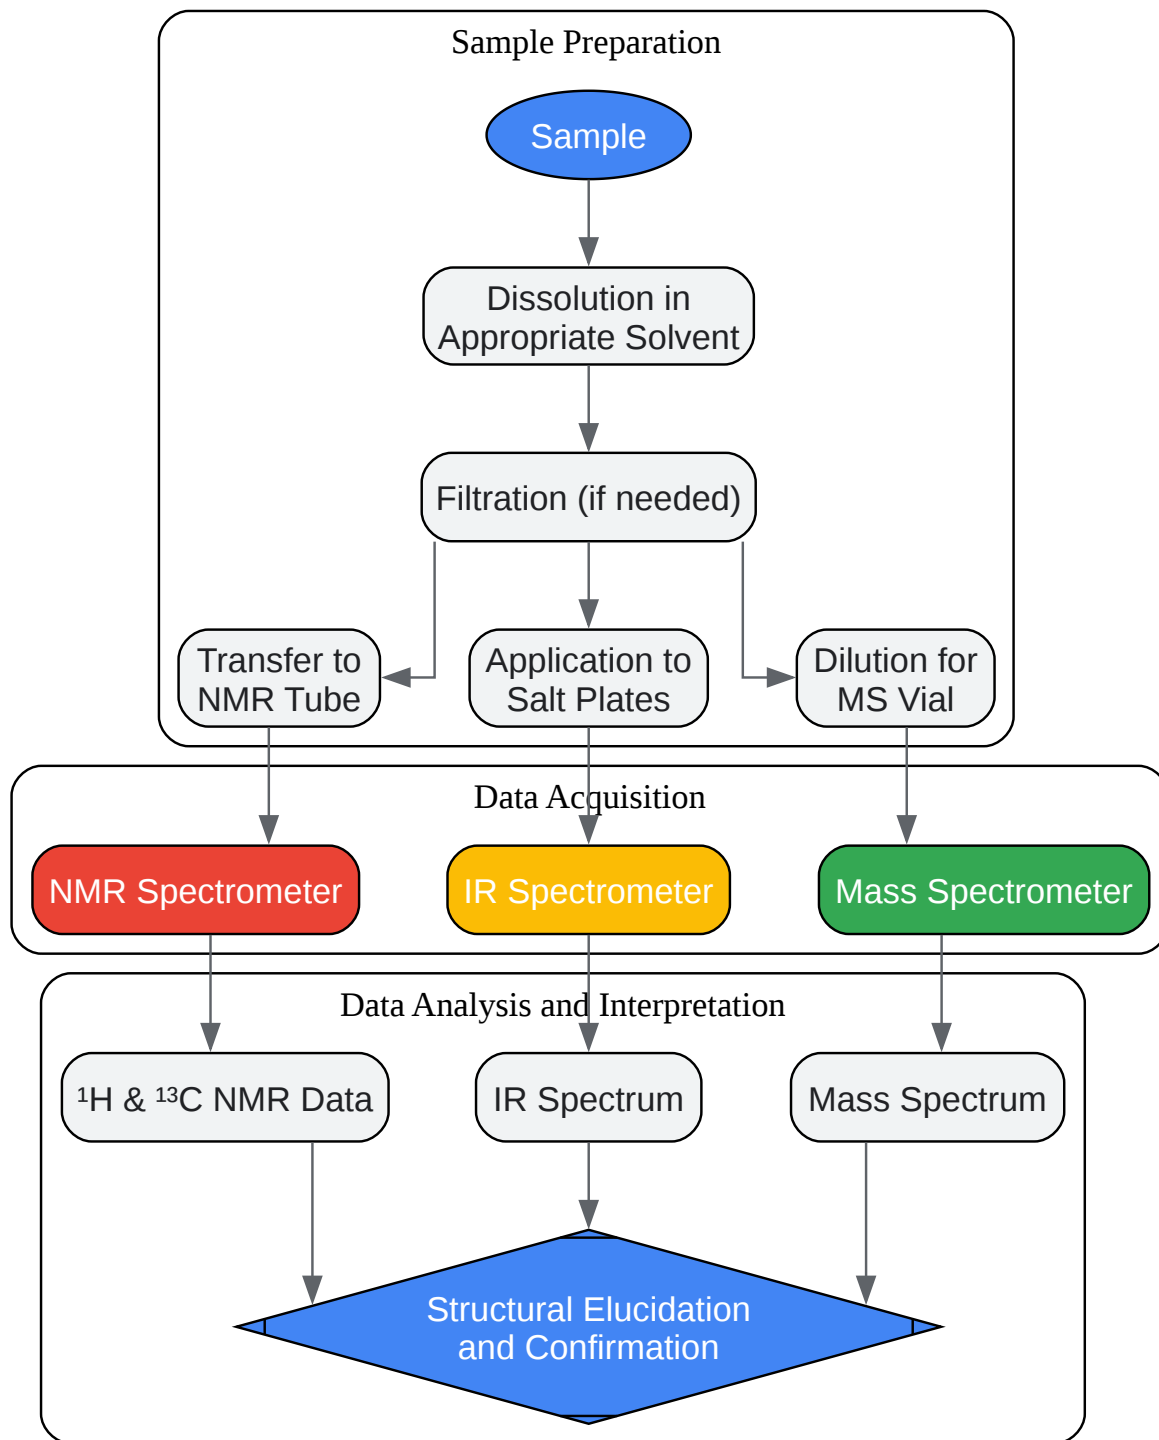 Sample Preparation
Sample
Dissolution in
Appropriate Solvent
Filtration (if needed)
Transfer to
NMR Tube
Application to
Salt Plates
Dilution for
MS Vial
Data Acquisition
NMR Spectrometer
IR Spectrometer
Mass Spectrometer
Data Analysis and Interpretation
¹H & ¹³C NMR Data
IR Spectrum
Mass Spectrum
Structural Elucidation
and Confirmation